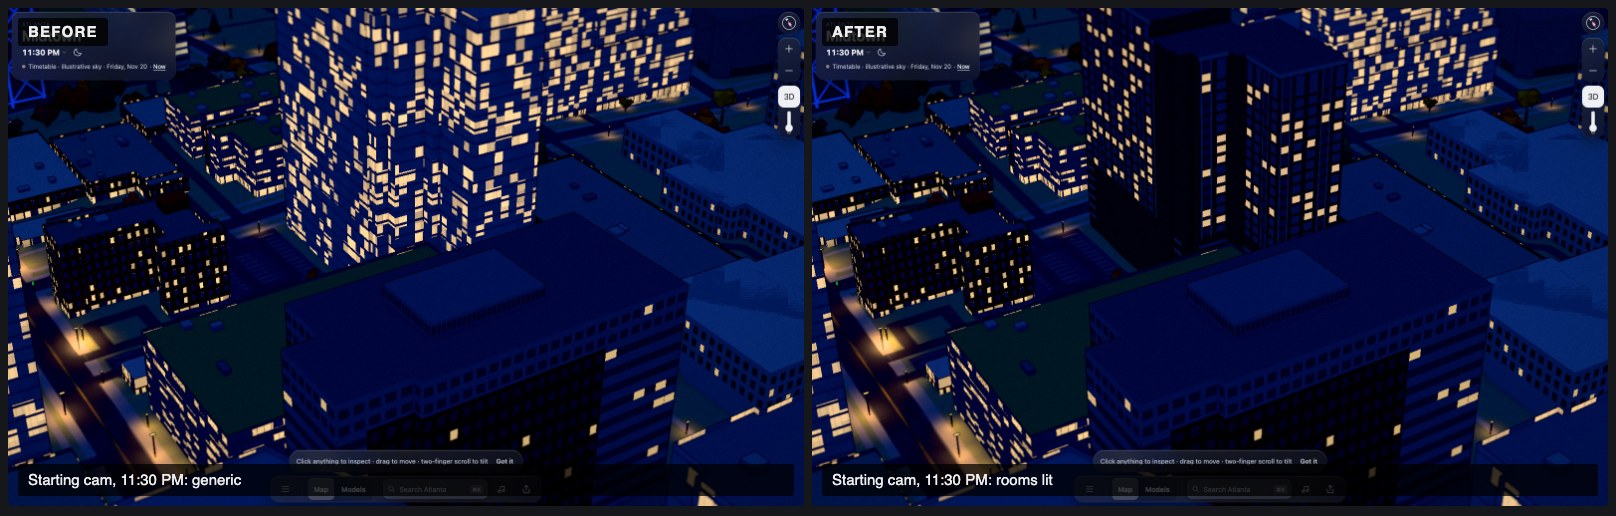 BEFORE
Midtown
11:30 PM
Timetable · Illustrative sky · Friday, Nov 20 · Now
3D
Click anything to inspect · drag to move · two-finger scroll to tilt Got it
Starting cam, 11:30 PM: generic
Map Models Search Atlanta
AFTER
Midtown
11:30 PM
Timetable · Illustrative sky · Friday, Nov 20 · Now
3D
Click anything to inspect · drag to move · two-finger scroll to tilt Got it
Starting cam, 11:30 PM: rooms lit
Map Models Search Atlanta